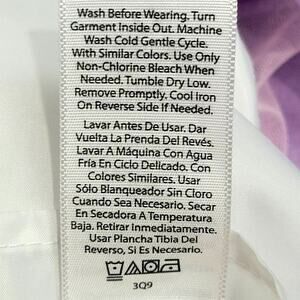 Wash Before Wearing. Turn
Garment Inside Out. Machine
Wash Cold Gentle Cycle.
With Similar Colors. Use Only
Non-Chlorine Bleach When
Needed. Tumble Dry Low.
Remove Promptly. Cool Iron
On Reverse Side If Needed.
Lavar Antes De Usar. Dar
Vuelta La Prenda Del Revés.
Lavar A Máquina Con Agua
Fría En Ciclo Delicado. Con
Colores Similares. Usar
Sólo Blanqueador Sin Cloro
Cuando Sea Necesario. Secar
En Secadora A Temperatura
Baja. Retirar Inmediatamente.
Usar Plancha Tibia Del
Reverso, Si Es Necesario.
3Q9